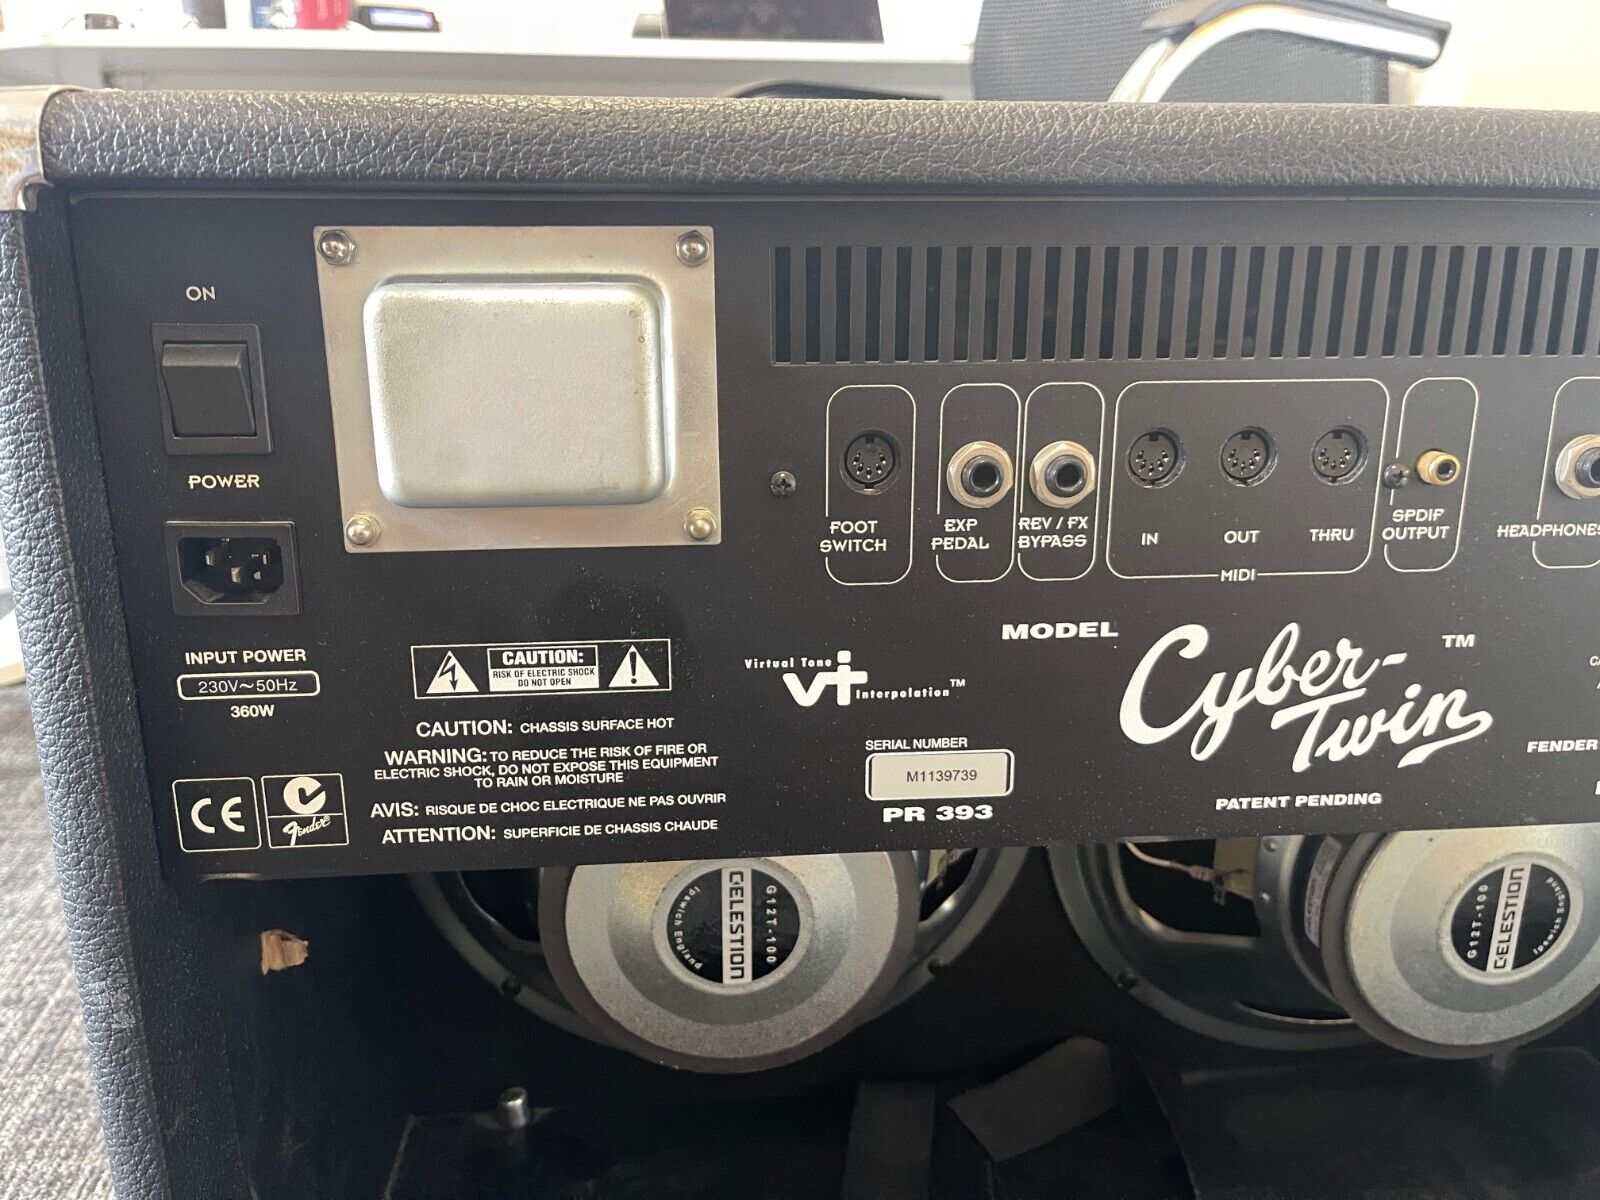 ON
POWER
INPUT POWER
230V~50Hz
360W
CE
Fender®
CAUTION:
RISK OF ELECTRIC SHOCK
DO NOT OPEN
CAUTION: CHASSIS SURFACE HOT
WARNING: TO REDUCE THE RISK OF FIRE OR
ELECTRIC SHOCK, DO NOT EXPOSE THIS EQUIPMENT
TO RAIN OR MOISTURE
AVIS: RISQUE DE CHOC ELECTRIQUE NE PAS OUVRIR
ATTENTION: SUPERFICIE DE CHASSIS CHAUDE
FOOT
SWITCH
EXP
PEDAL
REV / FX
BYPASS
IN
OUT
THRU
MIDI
SPDIF
OUTPUT
HEADPHONES
Virtual Tone
vti
Interpolation™
MODEL
Cyber-
Twin
TM
SERIAL NUMBER
M1139739
PR 393
PATENT PENDING
FENDER
CELESTION
G12T-100
Ipswich England
CELESTION
G12T-100
Ipswich England